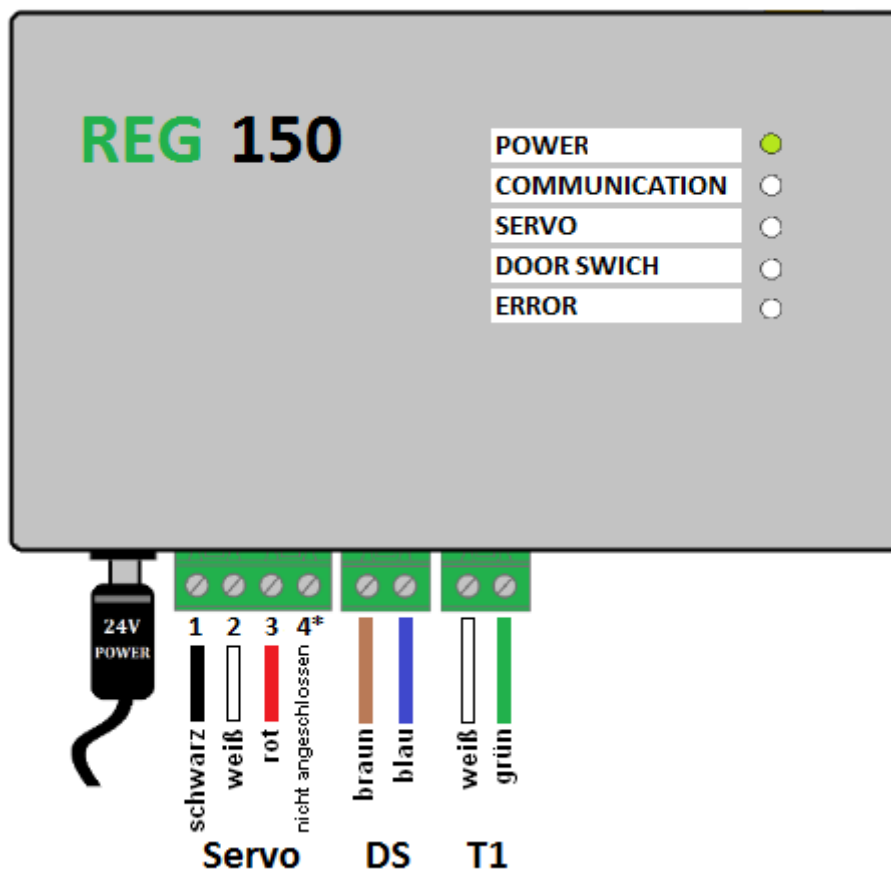 REG 150
POWER
COMMUNICATION
SERVO
DOOR SWICH
ERROR
24V
POWER
1 2 3 4*
schwarz
weiß
rot
nicht angeschlossen
braun
blau
weiß
grün
Servo DS T1